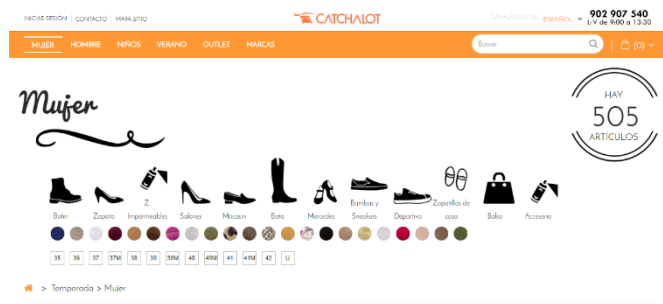 INICIAR SESIÓN | CONTACTO | MAPA SITIO
CATCHALOT
ESPAÑOL
902 907 540
L-V de 9:00 a 13:30
MUJER HOMBRE NIÑOS VERANO OUTLET MARCAS
Buscar
(0)
Mujer
HAY
505
ARTÍCULOS
Botín Zapato Z Impermeables Salones Mocasín Bota Mercedes Bambas y Sneakers Deportivo Zapatillas de casa Bolso Accesorio
35 36 37 37M 38 39 39M 40 40M 41 41M 42 U
> Temporada > Mujer